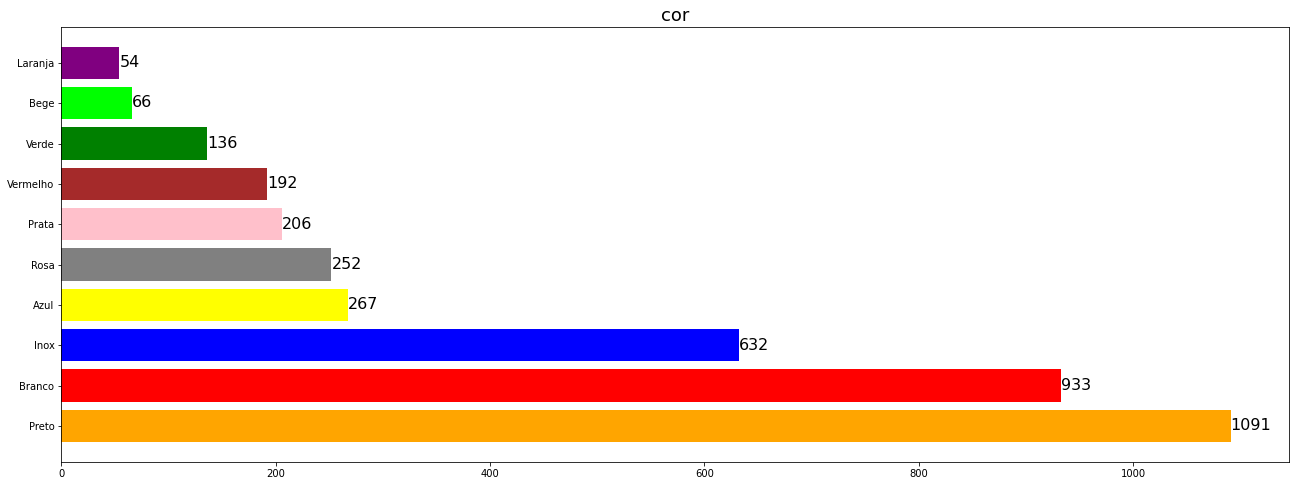 cor
Laranja 54
Bege 66
Verde 136
Vermelho 192
Prata 206
Rosa 252
Azul 267
Inox 632
Branco 933
Preto 1091
0 200 400 600 800 1000